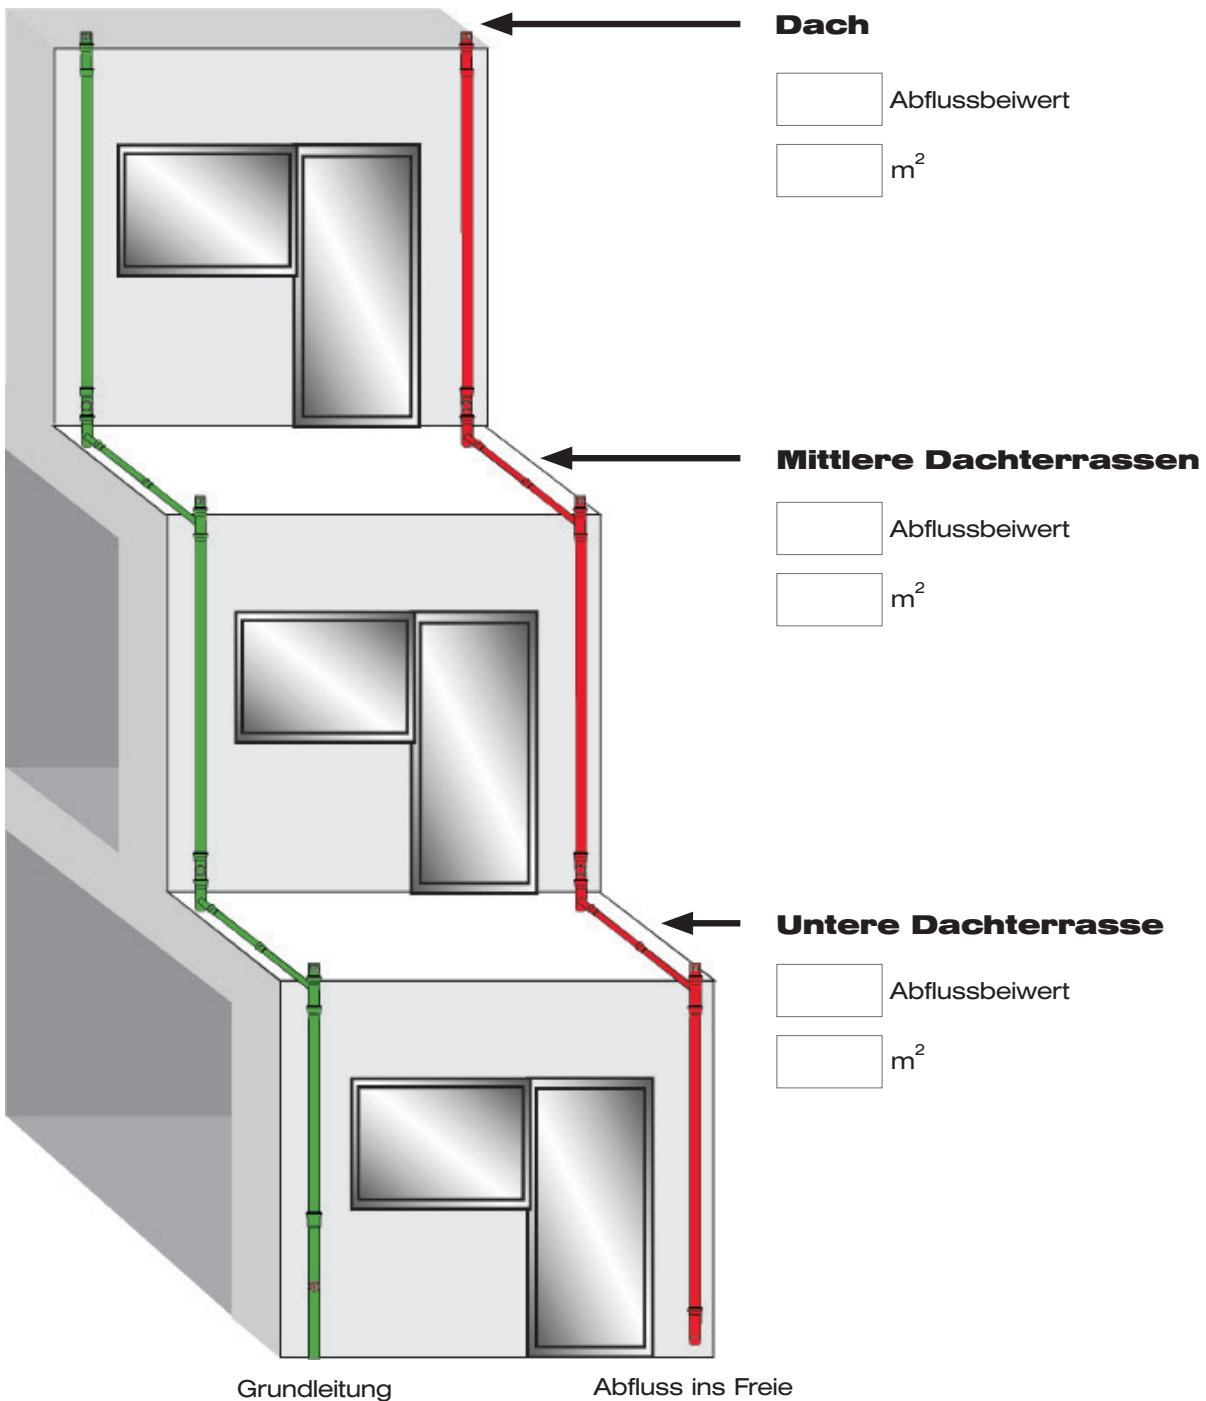 Dach
Abflussbeiwert
m²
Mittlere Dachterrassen
Abflussbeiwert
m²
Untere Dachterrasse
Abflussbeiwert
m²
Grundleitung
Abfluss ins Freie